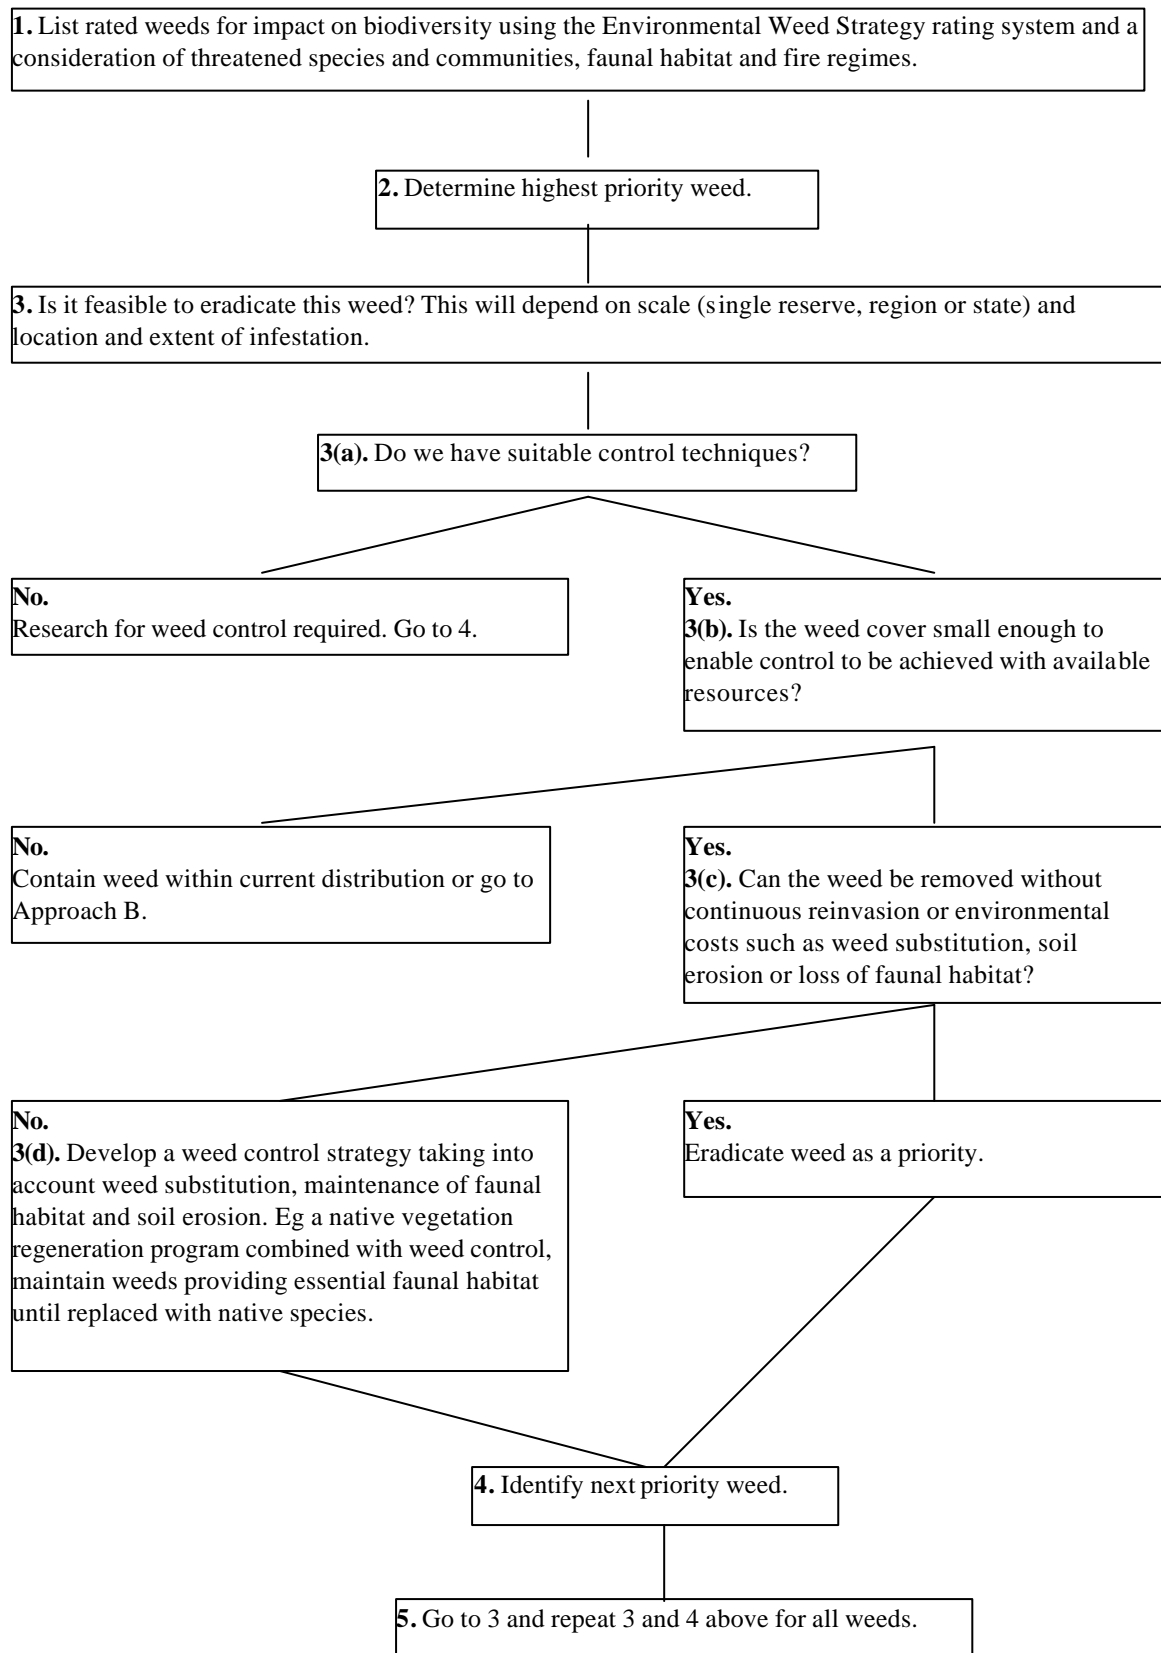 1. List rated weeds for impact on biodiversity using the Environmental Weed Strategy rating system and a
consideration of threatened species and communities, faunal habitat and fire regimes.
2. Determine highest priority weed.
3. Is it feasible to eradicate this weed? This will depend on scale (single reserve, region or state) and
location and extent of infestation.
3(a). Do we have suitable control techniques?
No.
Research for weed control required. Go to 4.
Yes.
3(b). Is the weed cover small enough to
enable control to be achieved with available
resources?
No.
Contain weed within current distribution or go to
Approach B.
Yes.
3(c). Can the weed be removed without
continuous reinvasion or environmental
costs such as weed substitution, soil
erosion or loss of faunal habitat?
No.
3(d). Develop a weed control strategy taking into
account weed substitution, maintenance of faunal
habitat and soil erosion. Eg a native vegetation
regeneration program combined with weed control,
maintain weeds providing essential faunal habitat
until replaced with native species.
Yes.
Eradicate weed as a priority.
4. Identify next priority weed.
5. Go to 3 and repeat 3 and 4 above for all weeds.